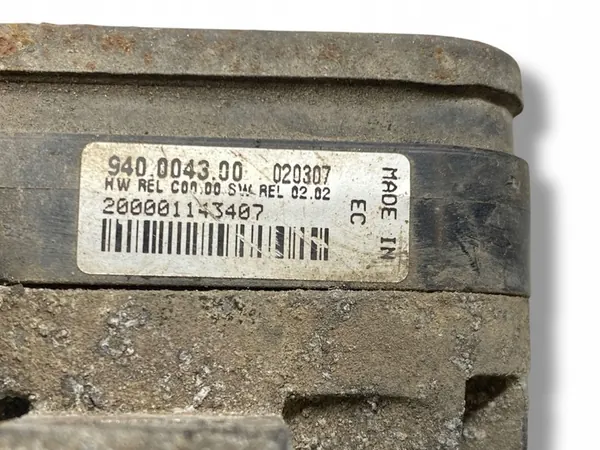 940.0043.00 020307
HW REL C00.00 SW.REL 02.02
200001143407
MADE IN
EC